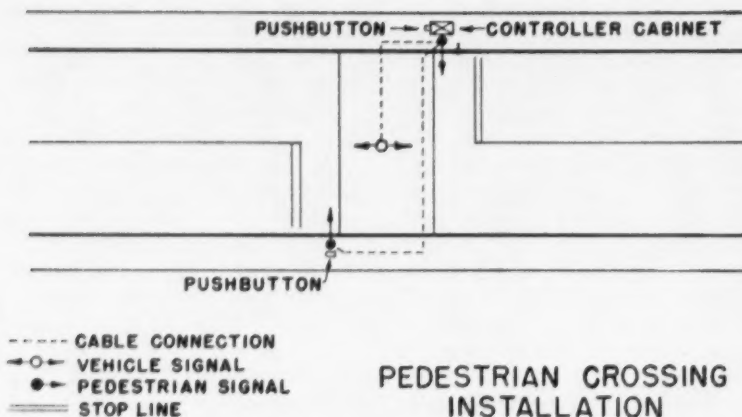 PUSHBUTTON CONTROLLER CABINET
PUSHBUTTON
CABLE CONNECTION
VEHICLE SIGNAL
PEDESTRIAN SIGNAL
STOP LINE
PEDESTRIAN CROSSING
INSTALLATION